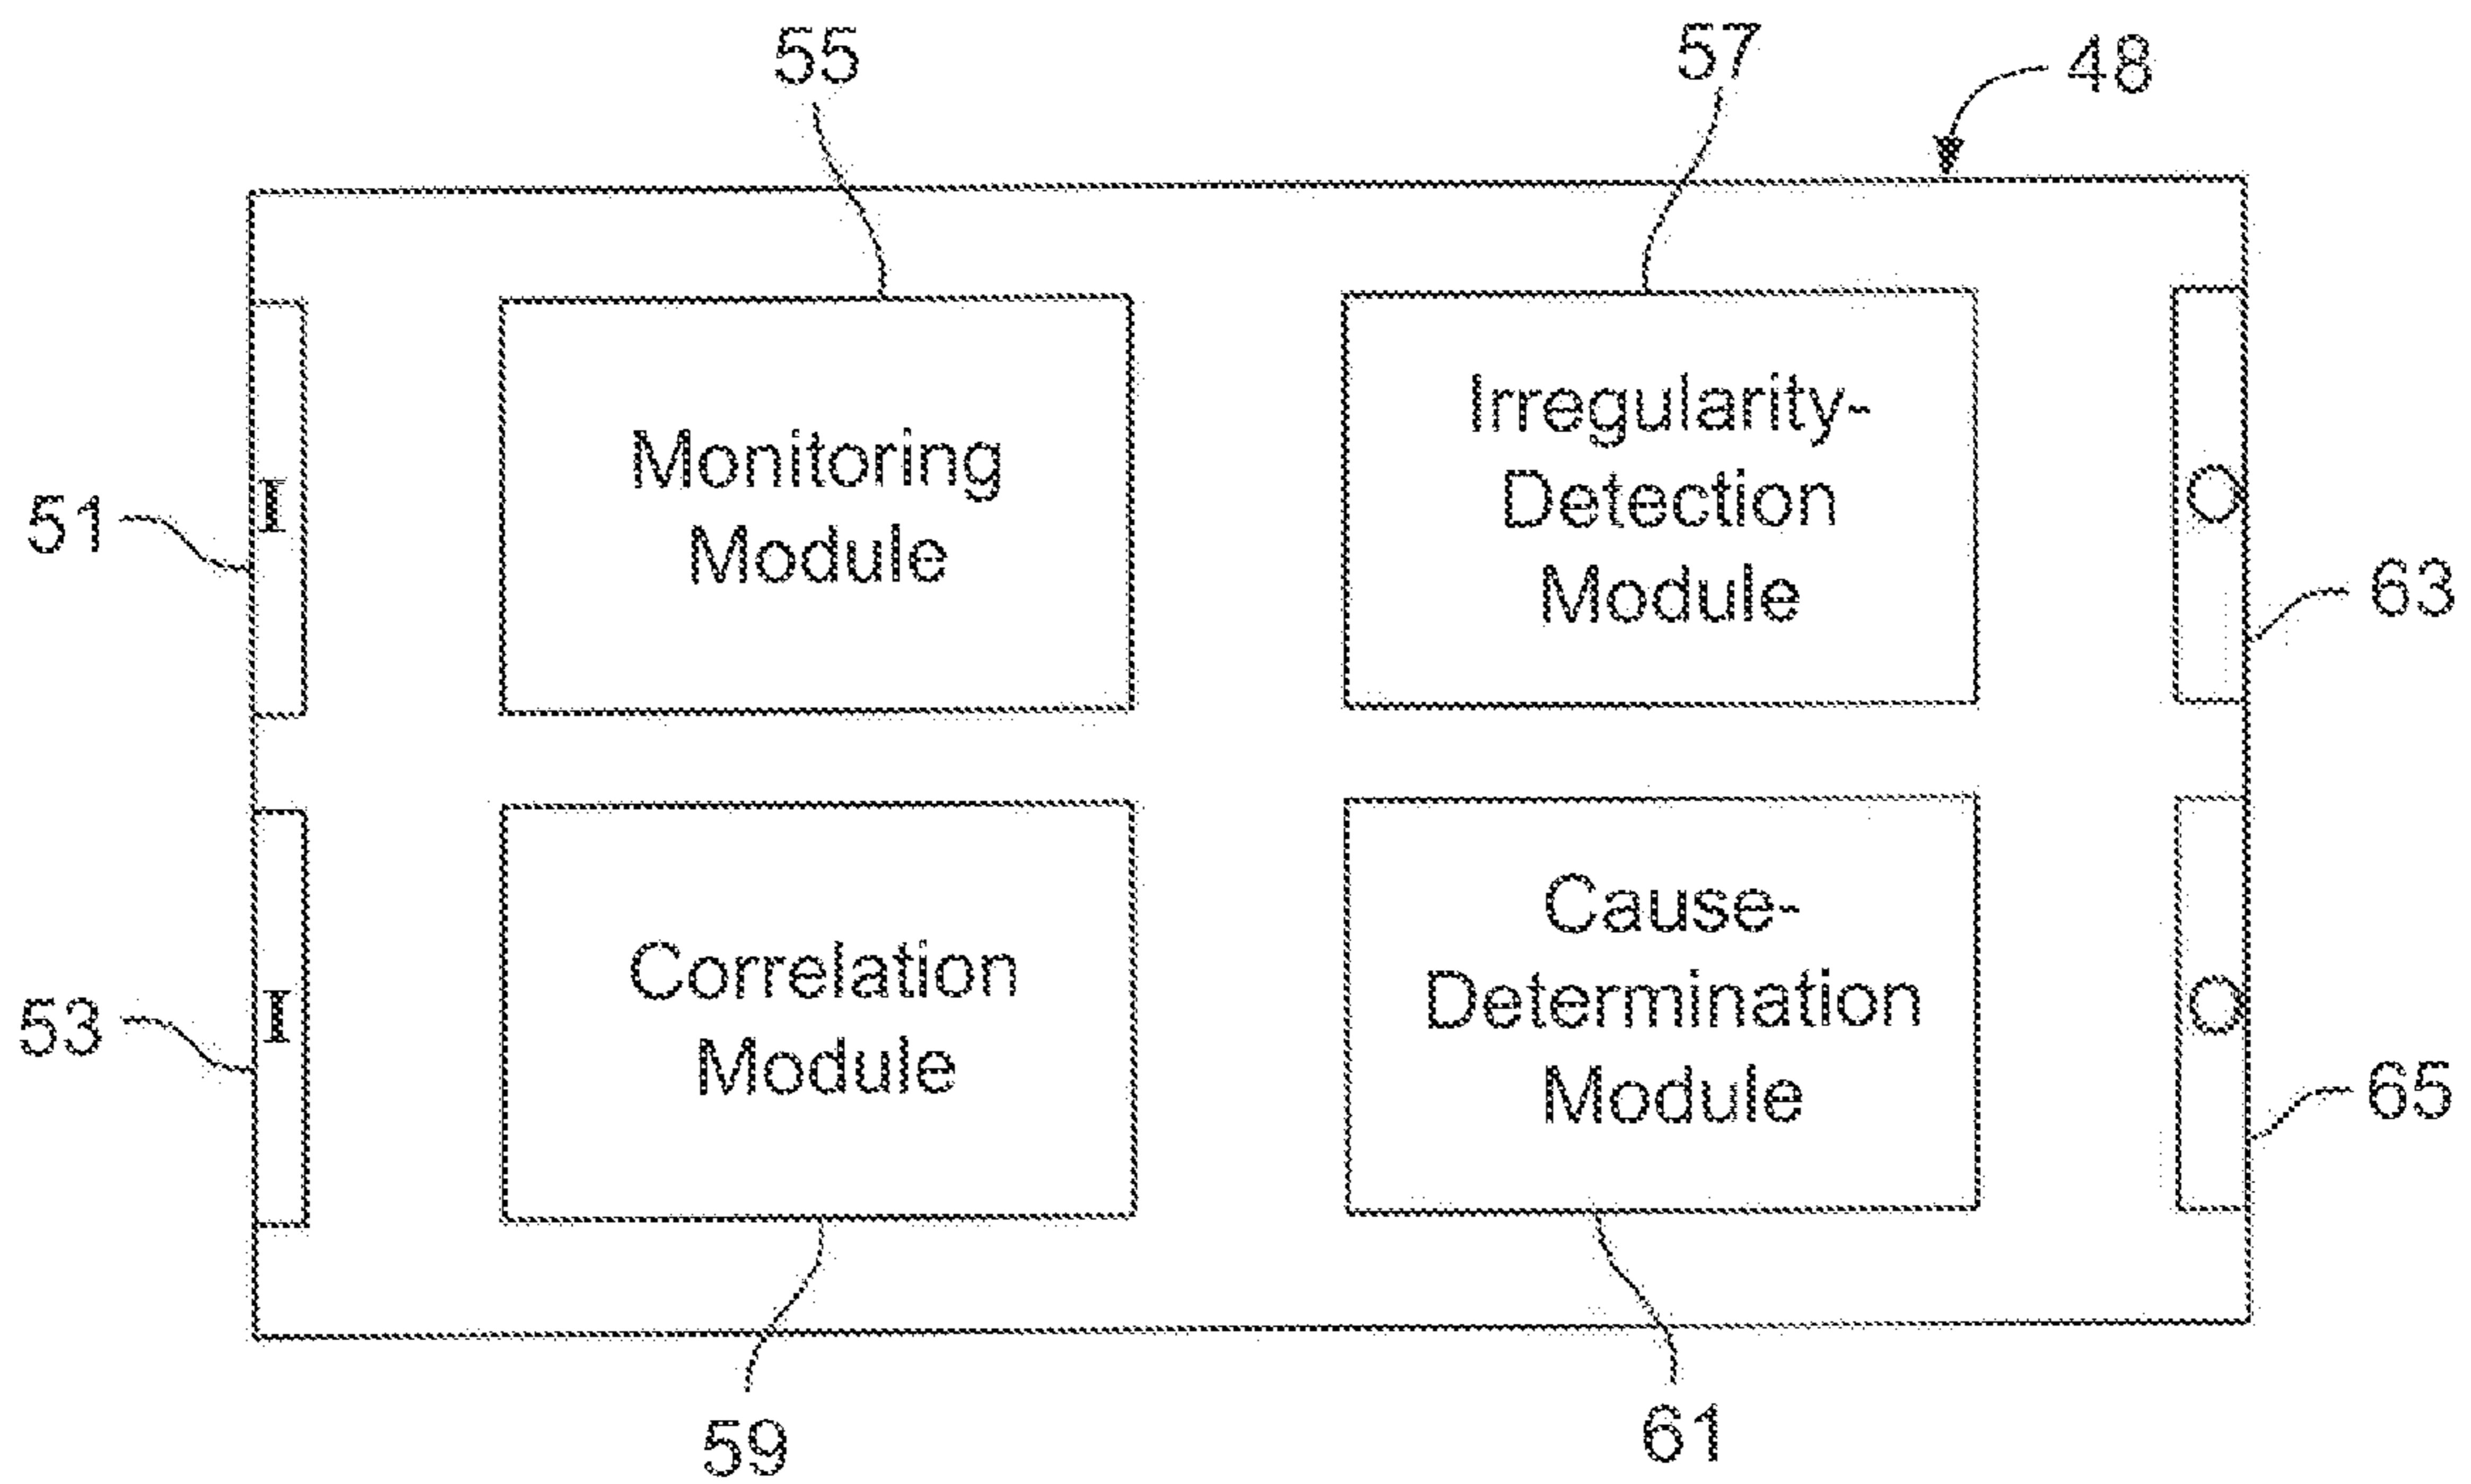 55
57
48
Monitoring
Module
Irregularity-
Detection
Module
51
I
O
63
Correlation
Module
Cause-
Determination
Module
53
I
O
65
59
61